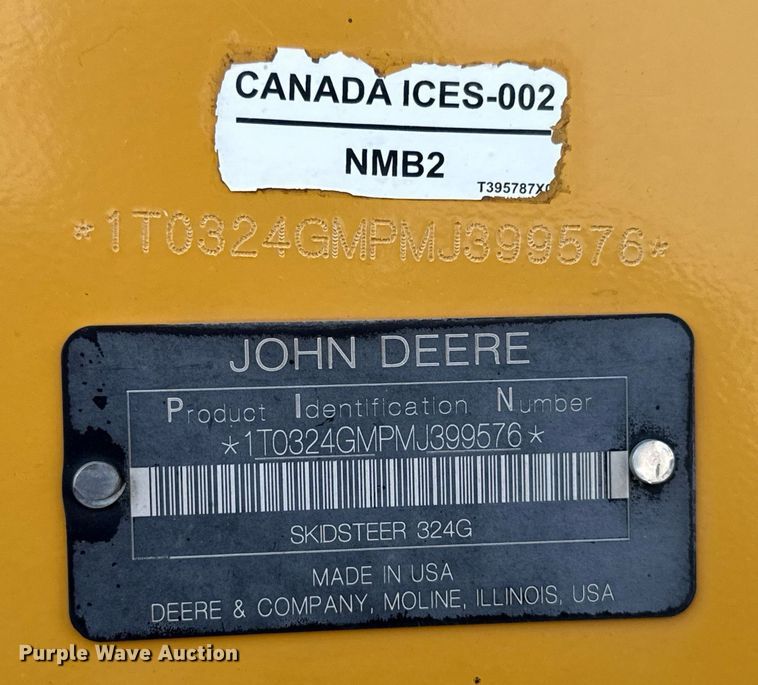 CANADA ICES-002
NMB2
T395787X
*1T0324GMPMJ399576*
JOHN DEERE
Product Identification Number
*1T0324GMPMJ399576*
SKIDSTEER 324G
MADE IN USA
DEERE & COMPANY, MOLINE, ILLINOIS, USA
Purple Wave Auction